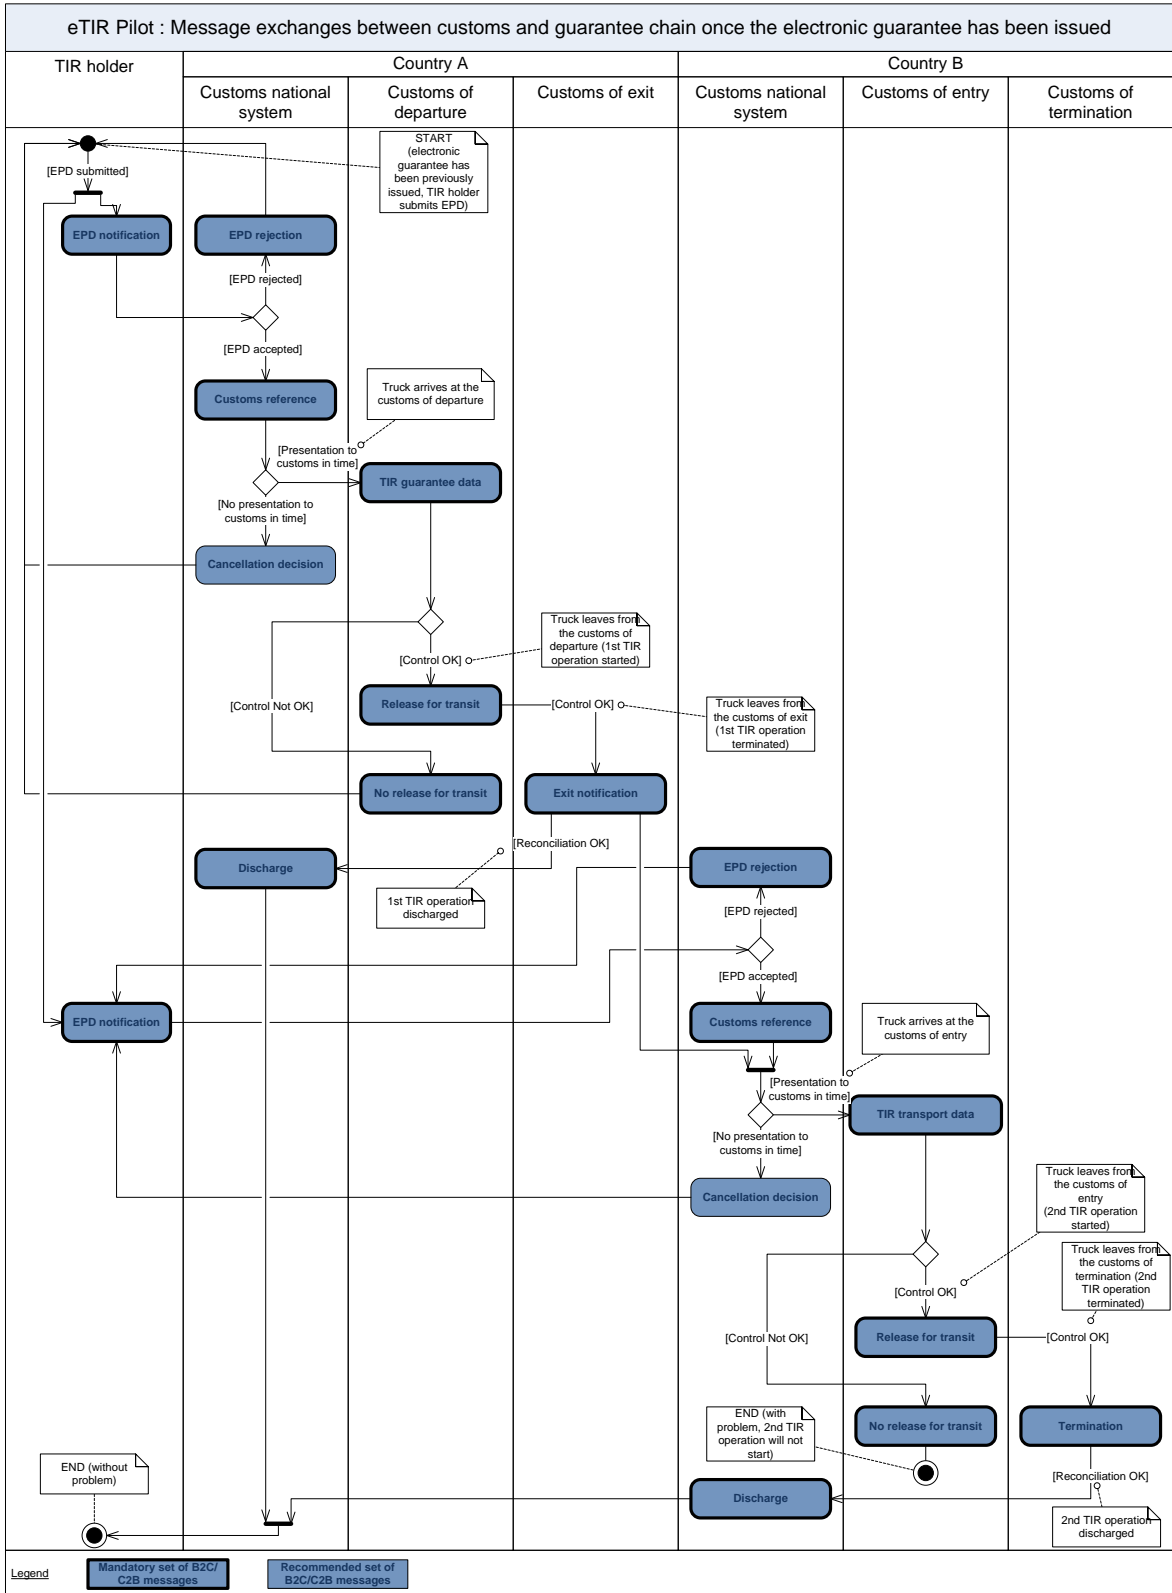 eTIR Pilot : Message exchanges between customs and guarantee chain once the electronic guarantee has been issued
TIR holder
Country A
Country B
Customs national
system
Customs of
departure
Customs of exit
Customs national
system
Customs of entry
Customs of
termination
START
(electronic
guarantee has
been previously
issued, TIR holder
submits EPD)
[EPD submitted]
EPD notification
EPD rejection
[EPD rejected]
[EPD accepted]
Truck arrives at the
customs of departure
Customs reference
[Presentation to
customs in time]
TIR guarantee data
[No presentation to
customs in time]
Cancellation decision
Truck leaves from
the customs of
departure (1st TIR
operation started)
[Control OK]
[Control Not OK]
Release for transit
[Control OK]
Truck leaves from
the customs of exit
(1st TIR operation
terminated)
No release for transit
Exit notification
[Reconciliation OK]
Discharge
EPD rejection
1st TIR operation
discharged
[EPD rejected]
[EPD accepted]
EPD notification
Customs reference
Truck arrives at the
customs of entry
[Presentation to
customs in time]
TIR transport data
[No presentation to
customs in time]
Cancellation decision
Truck leaves from
the customs of
entry
(2nd TIR operation
started)
Truck leaves from
the customs of
termination (2nd
TIR operation
terminated)
[Control OK]
[Control Not OK]
Release for transit
[Control OK]
END (with
problem, 2nd TIR
operation will not
start)
No release for transit
Termination
END (without
problem)
[Reconciliation OK]
Discharge
2nd TIR operation
discharged
Legend
Mandatory set of B2C/
C2B messages
Recommended set of
B2C/C2B messages